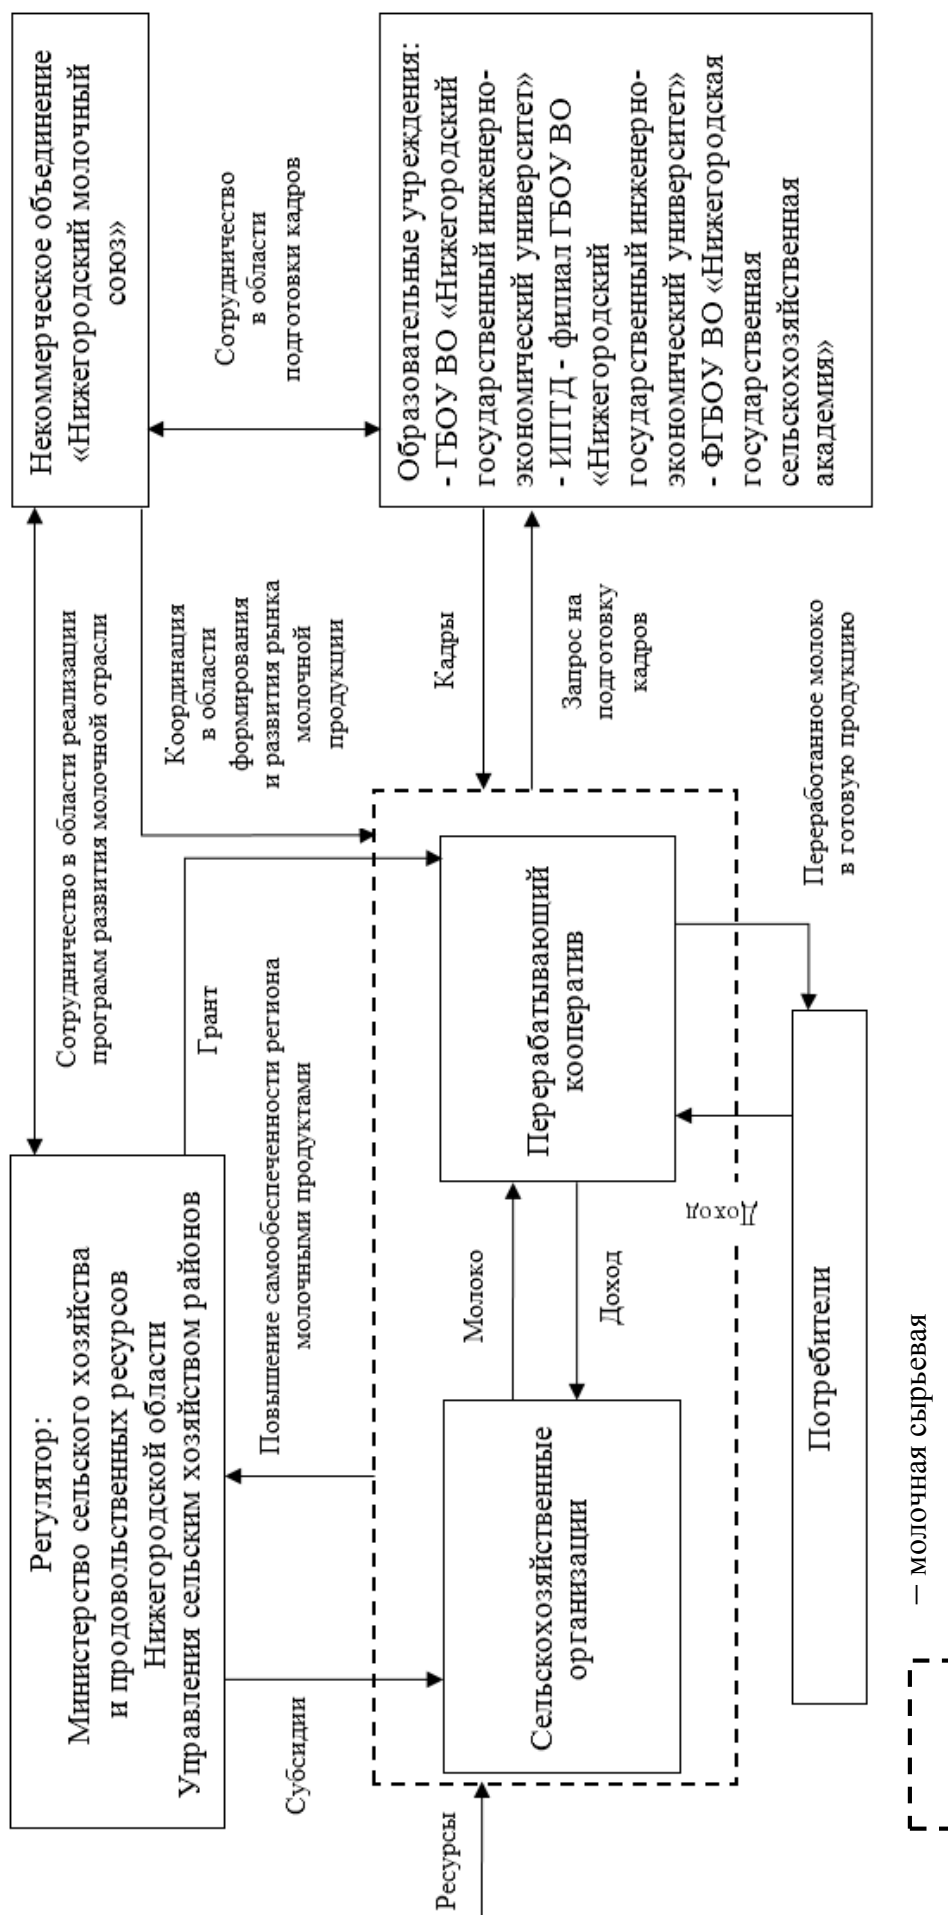 Регулятор:
Министерство сельского хозяйства
и продовольственных ресурсов
Нижегородской области
Управления сельским хозяйством районов
Сотрудничество в области реализации
программ развития молочной отрасли
Некоммерческое объединение
«Нижегородский молочный
союз»
Грант
Координация
в области
формирования
и развития рынка
молочной
продукции
Сотрудничество
в области
подготовки кадров
Субсидии
Повышение самообеспеченности региона
молочными продуктами
Ресурсы
Сельскохозяйственные
организации
Молоко
Доход
Перерабатывающий
кооператив
Кадры
Запрос на
подготовку
кадров
Образовательные учреждения:
- ГБОУ ВО «Нижегородский
государственный инженерно-
экономический университет»
- ИПТД - филиал ГБОУ ВО
«Нижегородский
государственный инженерно-
экономический университет»
- ФГБОУ ВО «Нижегородская
государственная
сельскохозяйственная
академия»
Доход
Потребители
Переработанное молоко
в готовую продукцию
– молочная сырьевая